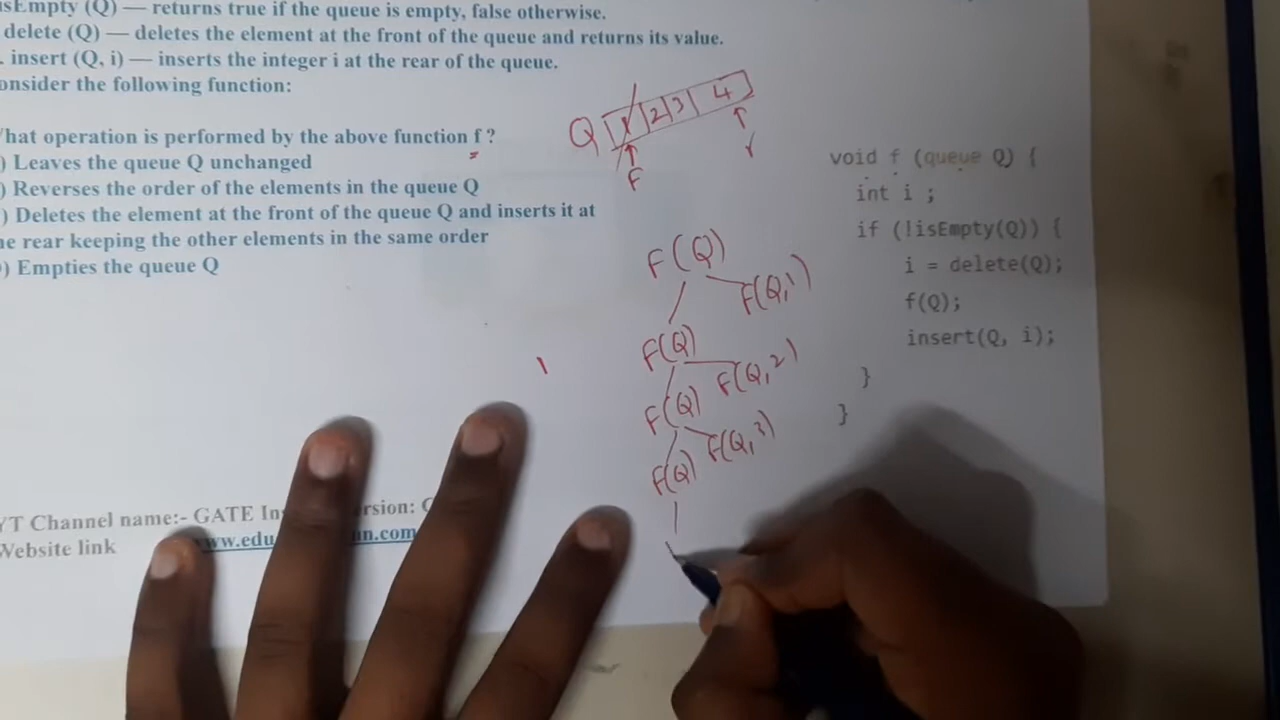 isEmpty (Q) — returns true if the queue is empty, false otherwise.
delete (Q) — deletes the element at the front of the queue and returns its value.
. insert (Q, i) — inserts the integer i at the rear of the queue.
onsider the following function:
hat operation is performed by the above function f ?
) Leaves the queue Q unchanged
) Reverses the order of the elements in the queue Q
) Deletes the element at the front of the queue Q and inserts it at
he rear keeping the other elements in the same order
) Empties the queue Q
YT Channel name:- GATE In
rsion:
Website link
www.edu
n.com
Q 1 2 3 4
F r
F(Q)
F(Q,1)
F(Q)
F(Q,2)
F(Q)
F(Q,3)
F(Q)
1
void f (queue Q) {
int i ;
if (!isEmpty(Q)) {
i = delete(Q);
f(Q);
insert(Q, i);
}
}